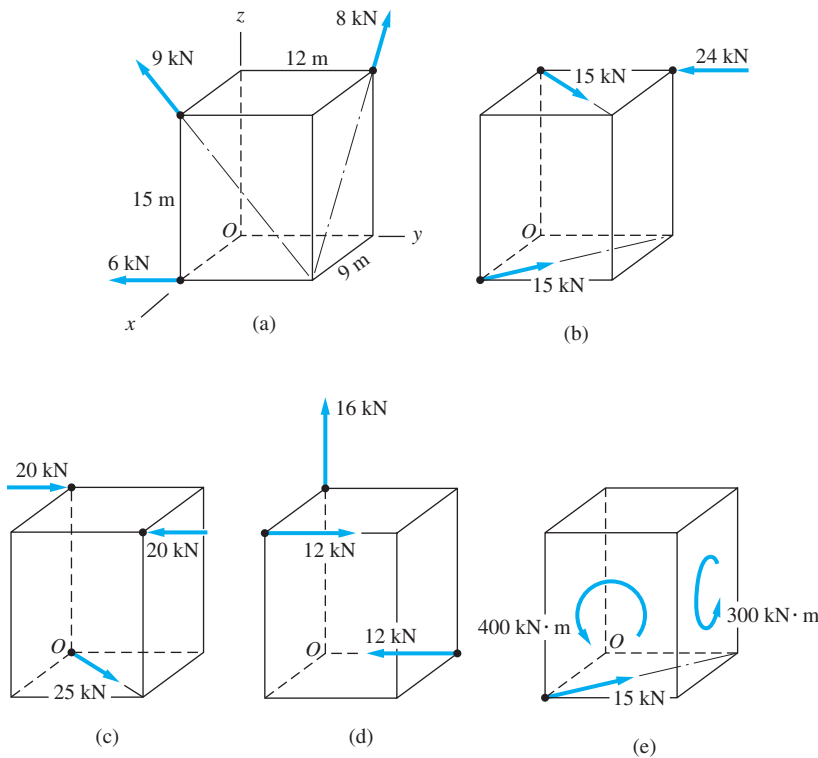 z
8 kN
9 kN
12 m
15 m
O
y
6 kN
9 m
x
(a)
15 kN
24 kN
O
15 kN
(b)
20 kN
20 kN
O
25 kN
(c)
16 kN
12 kN
12 kN
O
(d)
400 kN · m
300 kN · m
O
15 kN
(e)